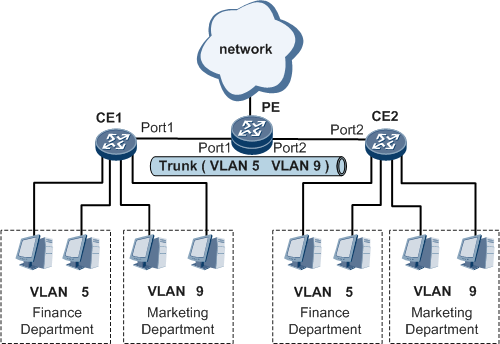 network
PE
CE1
CE2
Port1
Port2
Port1
Port2
Trunk ( VLAN 5 VLAN 9 )
VLAN 5
Finance
Department
VLAN 9
Marketing
Department
VLAN 5
Finance
Department
VLAN 9
Marketing
Department